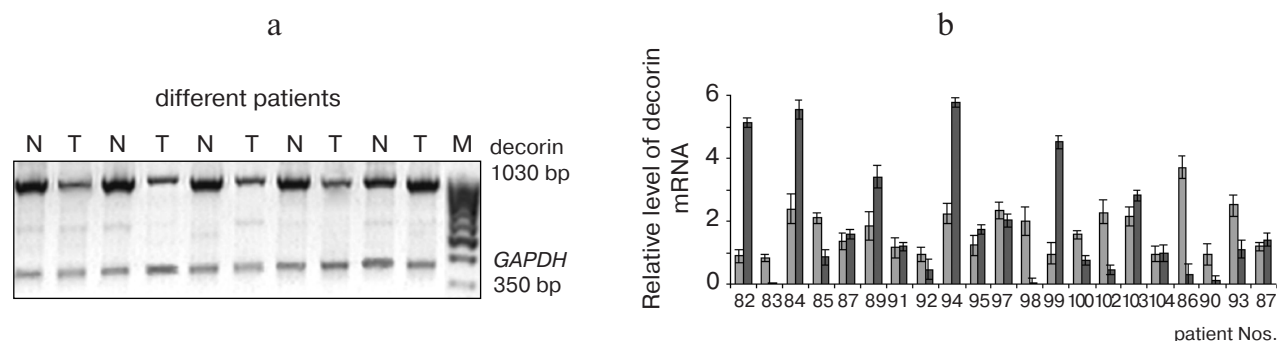 a
different patients
N T N T N T N T N T M
decorin
1030 bp
GAPDH
350 bp
b
Relative level of decorin
mRNA
6
4
2
0
82 83 84 85 87 89 91 92 94 95 97 98 99 100 102 103 104 86 90 93 87
patient Nos.